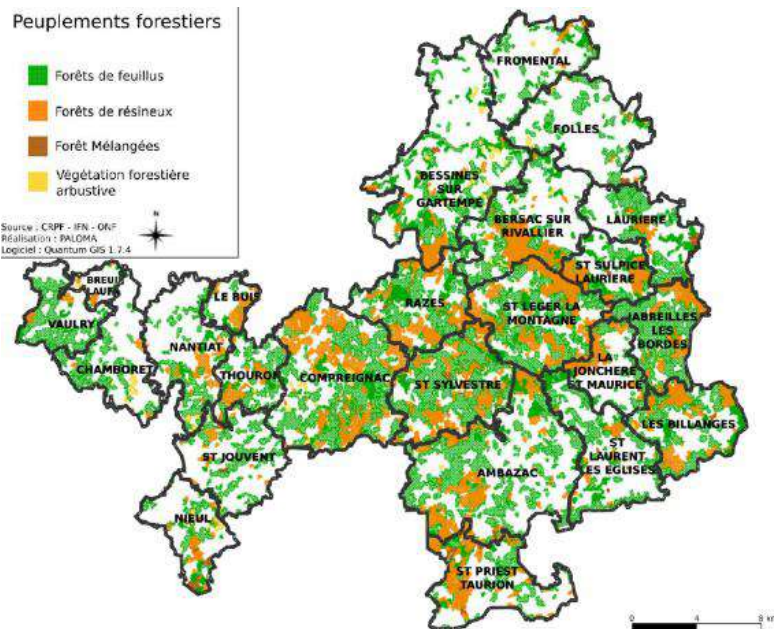 Peuplements forestiers
Forêts de feuillus
Forêts de résineux
Forêt Mélangées
Végétation forestière
arbustive
N
Source : CRPF - IFN - ONF
Réalisation : PALOMA
Logiciel : Quantum GIS 1.7.4
FROMENTAL
FOLLES
BESSINES
SUR
GARTEMPE
BERSAC SUR
RIVALLIER
LAURIERE
ST SULPICE
LAURIERE
BREUI
LAUF
LE BUIS
RAZES
ST LEGER LA
MONTAGNE
JABREILLES
LES
BORDES
VAULRY
NANTIAT
CHAMBORET
THOURON
COMPREIGNAC
ST SYLVESTRE
LA
JONCHERE
ST MAURICE
LES BILLANGES
ST JOUVENT
AMBAZAC
ST
LAURENT
LES EGLISES
NIEUL
ST PRIEST
TAURION
0 4 8 km